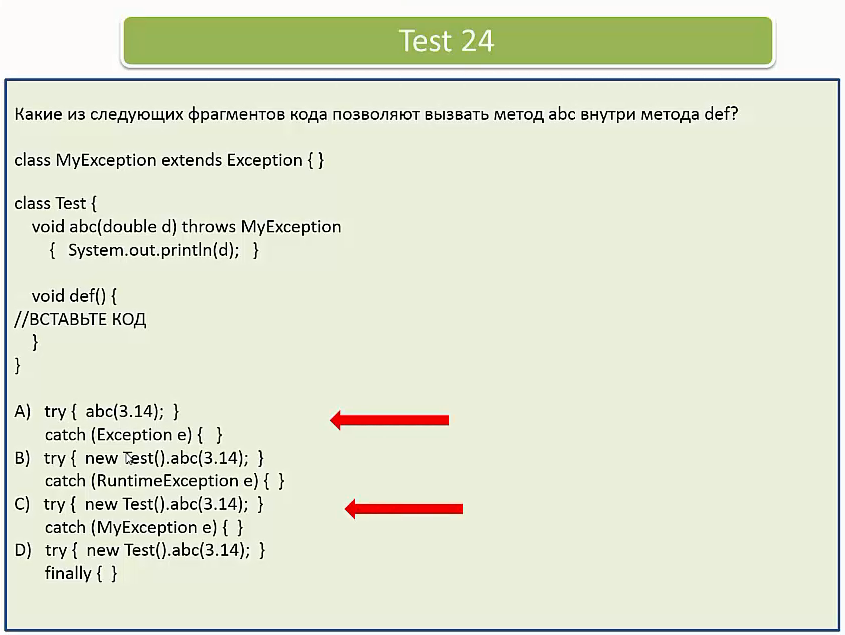 Test 24
Какие из следующих фрагментов кода позволяют вызвать метод abc внутри метода def?
class MyException extends Exception { }
class Test {
void abc(double d) throws MyException
{ System.out.println(d); }
void def() {
//ВСТАВЬТЕ КОД
}
}
A) try { abc(3.14); }
catch (Exception e) { }
B) try { new Test().abc(3.14); }
catch (RuntimeException e) { }
C) try { new Test().abc(3.14); }
catch (MyException e) { }
D) try { new Test().abc(3.14); }
finally { }